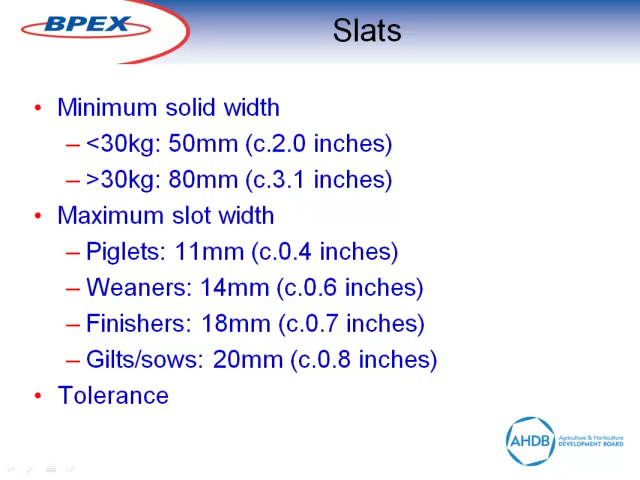 BPEX
Slats
• Minimum solid width
– <30kg: 50mm (c.2.0 inches)
– >30kg: 80mm (c.3.1 inches)
• Maximum slot width
– Piglets: 11mm (c.0.4 inches)
– Weaners: 14mm (c.0.6 inches)
– Finishers: 18mm (c.0.7 inches)
– Gilts/sows: 20mm (c.0.8 inches)
• Tolerance
AHDB
Agriculture & Horticulture
DEVELOPMENT BOARD